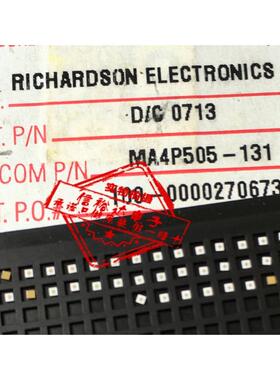 RICHARDSON ELECTRONICS
D/C 0713
T. P/N
COM P/N MA4P505-131
100 0000270673
T. P.O.#